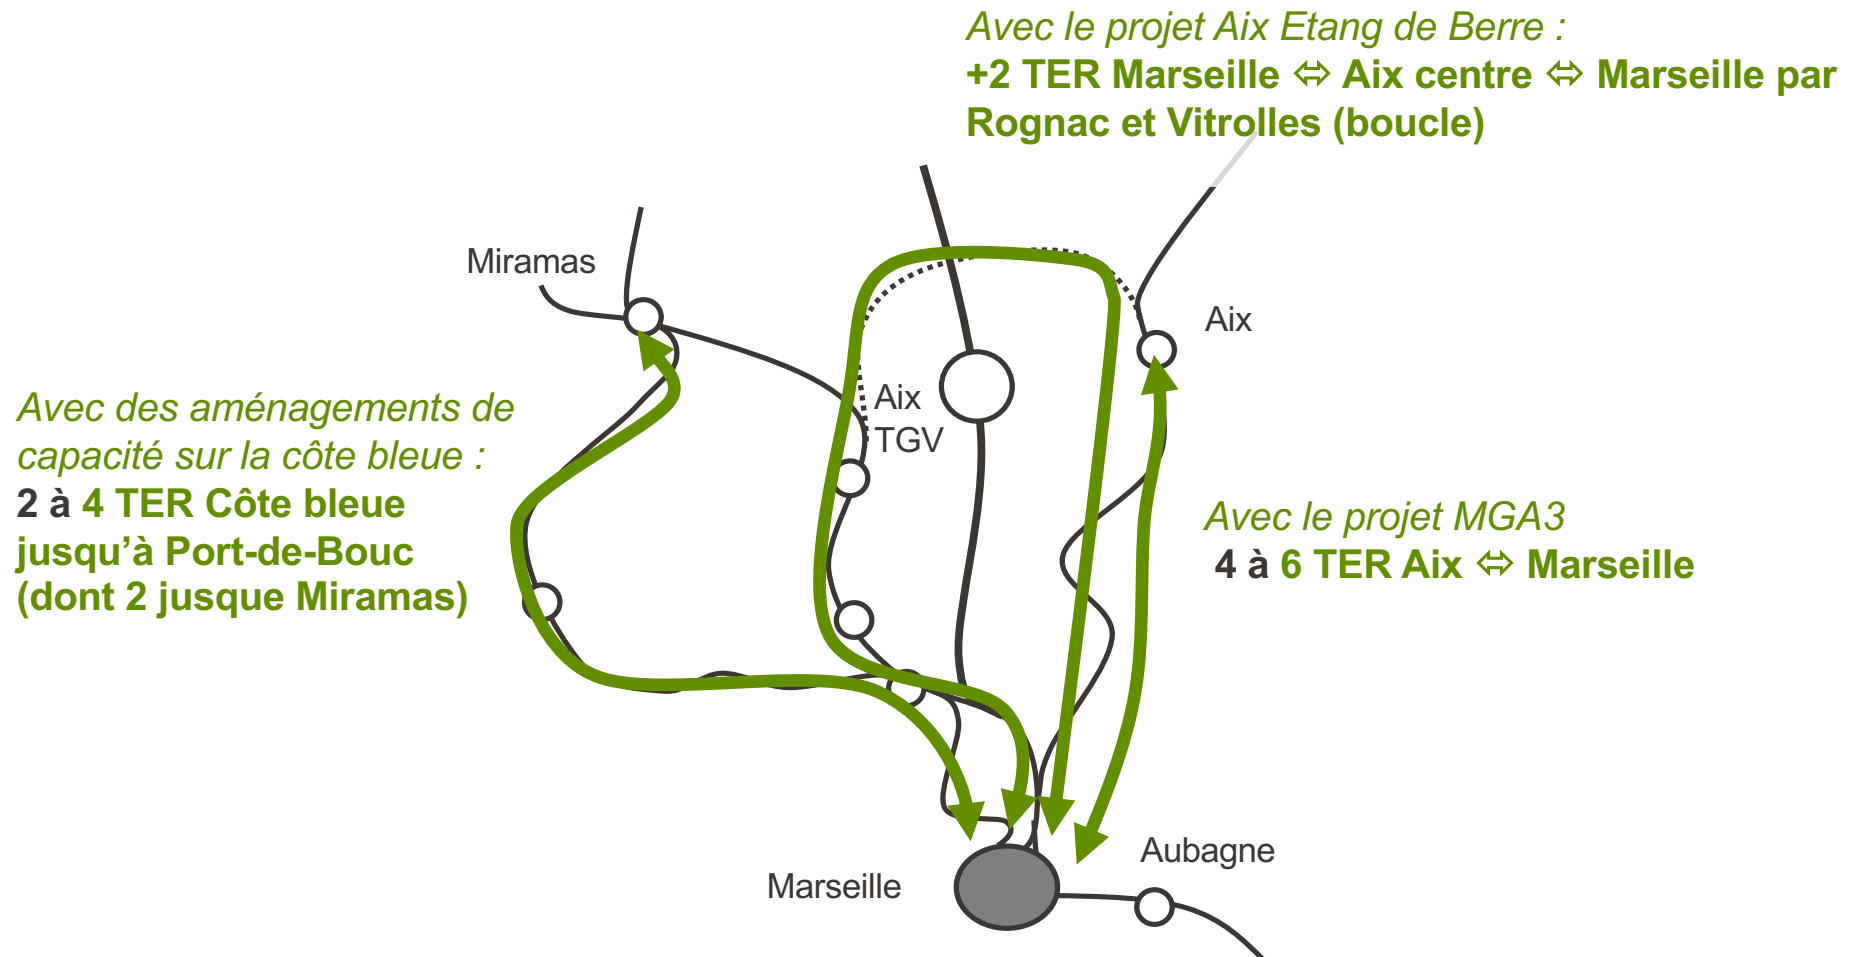 Avec le projet Aix Etang de Berre :
+2 TER Marseille ⬄ Aix centre ⬄ Marseille par
Rognac et Vitrolles (boucle)
Miramas
Aix
Aix
TGV
Avec des aménagements de
capacité sur la côte bleue :
2 à 4 TER Côte bleue
jusqu’à Port-de-Bouc
(dont 2 jusque Miramas)
Avec le projet MGA3
4 à 6 TER Aix ⬄ Marseille
Aubagne
Marseille